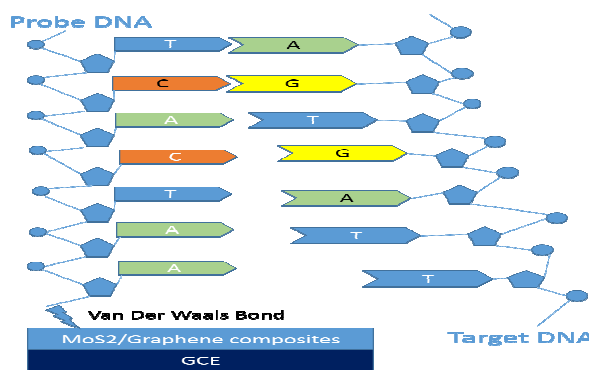 Probe DNA
T A
C G
A T
C G
T A
A T
A T
Van Der Waals Bond
MoS2/Graphene composites
Target DNA
GCE